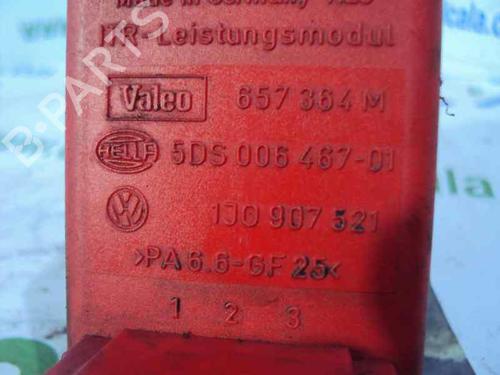 Made in Germany
-Leistungsmodul
Valeo 657 364 M
HELLA 5DS 006 467-01
VW 1J0 907 521
>PA 6.6-GF 25<
1 2 3
B-PARTS